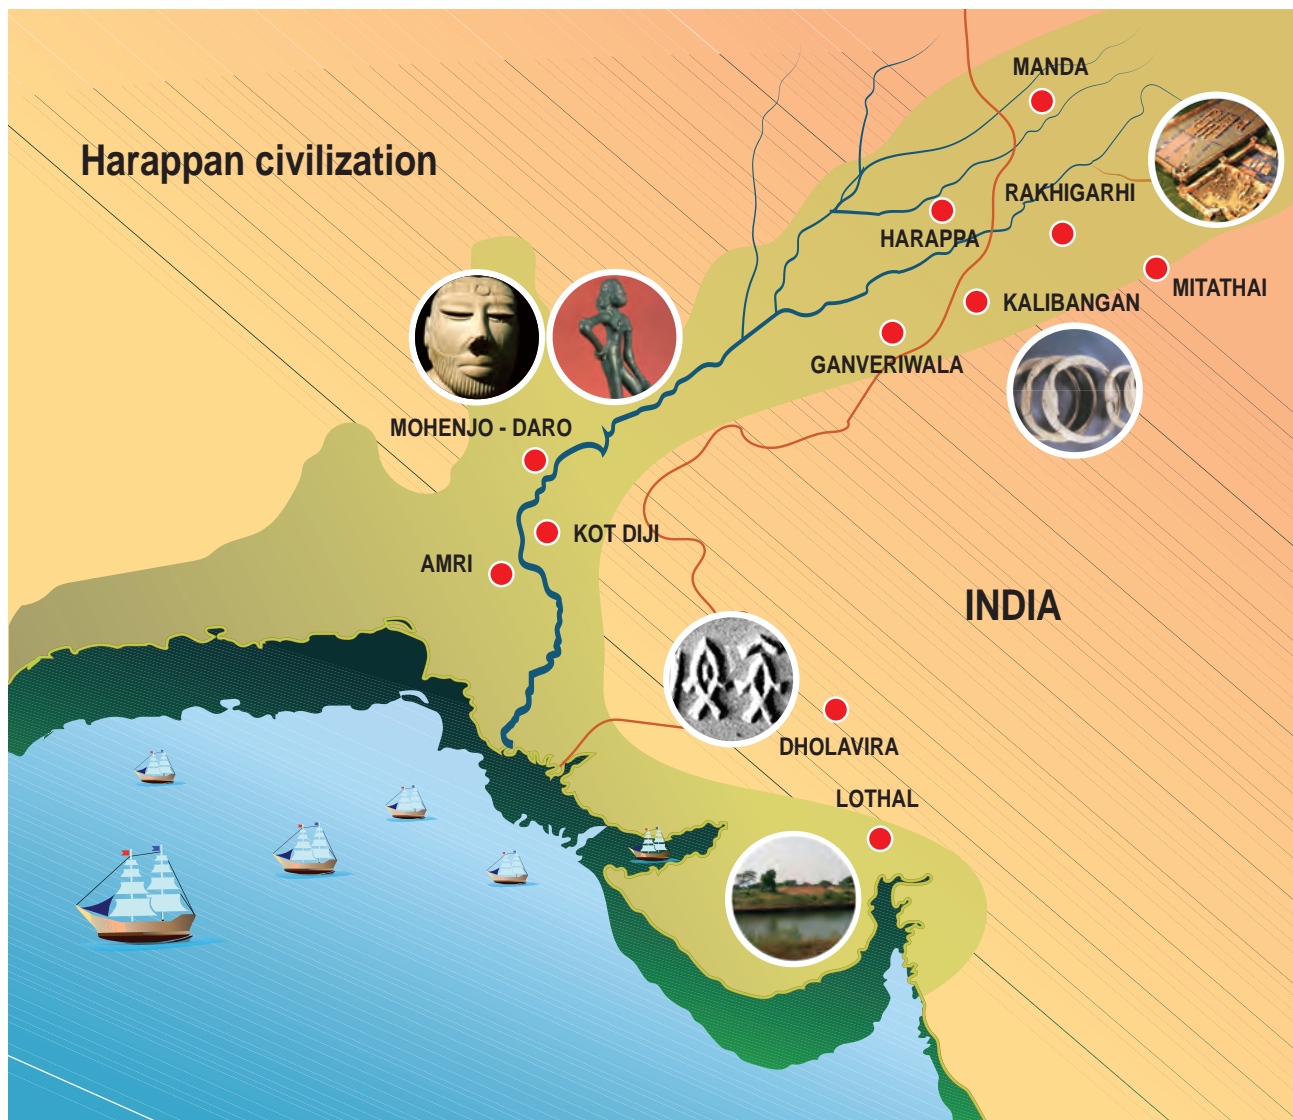 MANDA
Harappan civilization
RAKHIGARHI
HARAPPA
MITATHAI
KALIBANGAN
GANVERIWALA
MOHENJO - DARO
KOT DIJI
AMRI
INDIA
DHOLAVIRA
LOTHAL